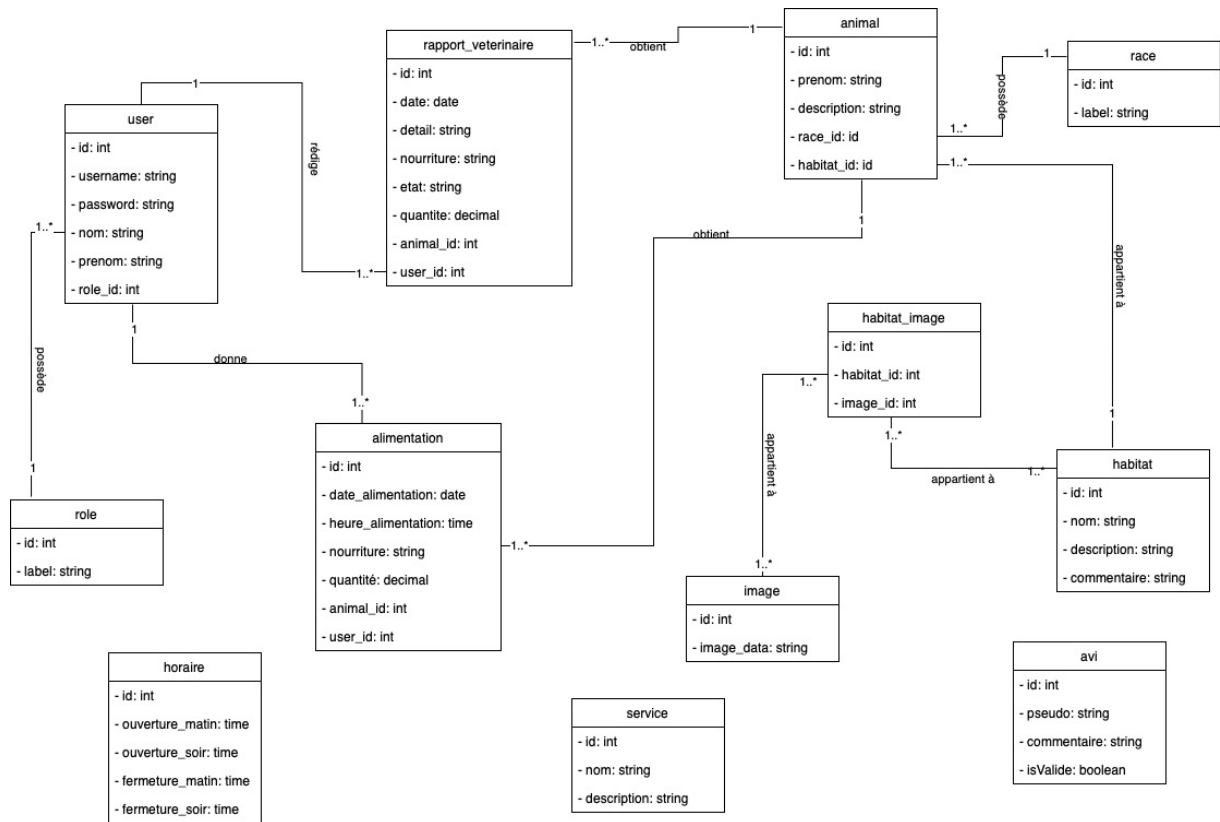 animal
- id: int
- prenom: string
- description: string
- race_id: id
- habitat_id: id
rapport_veterinaire
- id: int
- date: date
- detail: string
- nourriture: string
- etat: string
- quantite: decimal
- animal_id: int
- user_id: int
1..*
obtient
1
race
- id: int
- label: string
1
possède
1..*
1..*
user
- id: int
- username: string
- password: string
- nom: string
- prenom: string
- role_id: int
1
rédige
1..*
1..*
possède
1
1
donne
1..*
1
obtient
1..*
appartient à
1
habitat_image
- id: int
- habitat_id: int
- image_id: int
1..*
appartient à
1..*
1..*
appartient à
1..*
alimentation
- id: int
- date_alimentation: date
- heure_alimentation: time
- nourriture: string
- quantité: decimal
- animal_id: int
- user_id: int
habitat
- id: int
- nom: string
- description: string
- commentaire: string
role
- id: int
- label: string
image
- id: int
- image_data: string
horaire
- id: int
- ouverture_matin: time
- ouverture_soir: time
- fermeture_matin: time
- fermeture_soir: time
service
- id: int
- nom: string
- description: string
avi
- id: int
- pseudo: string
- commentaire: string
- isValide: boolean